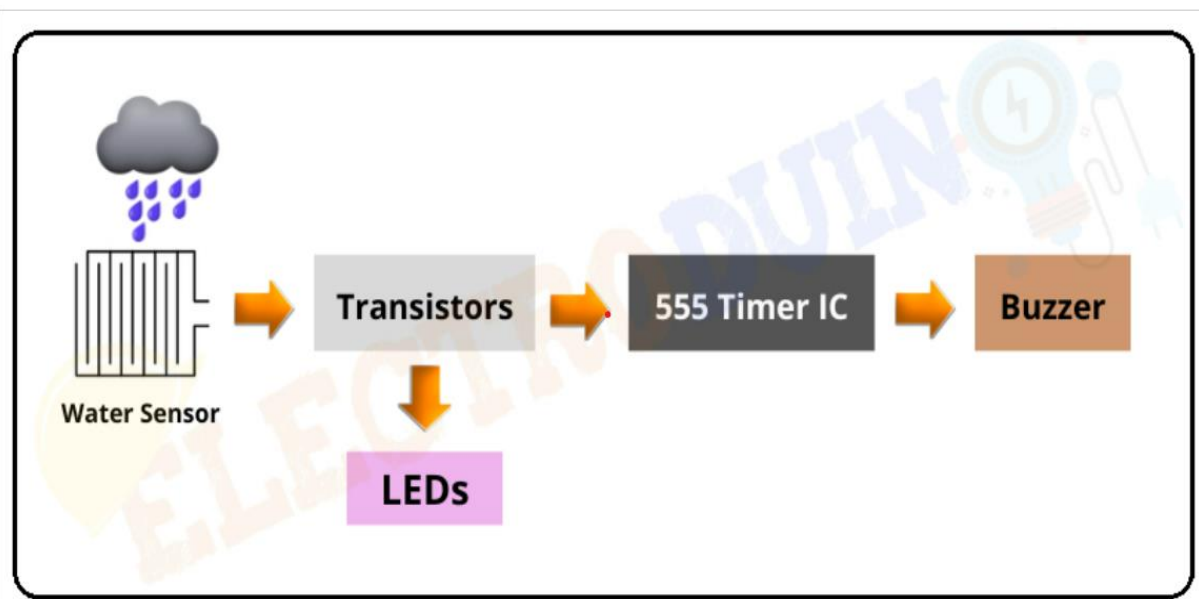 Transistors
555 Timer IC
Buzzer
Water Sensor
LEDs
ELECTRODUINO